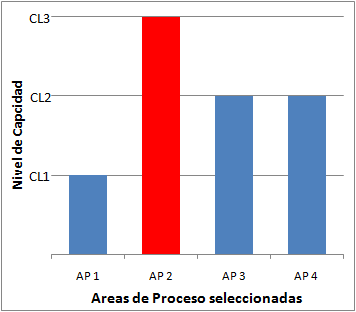 CL3
CL2
CL1
Nivel de Capcidad
AP 1 AP 2 AP 3 AP 4
Areas de Proceso seleccionadas